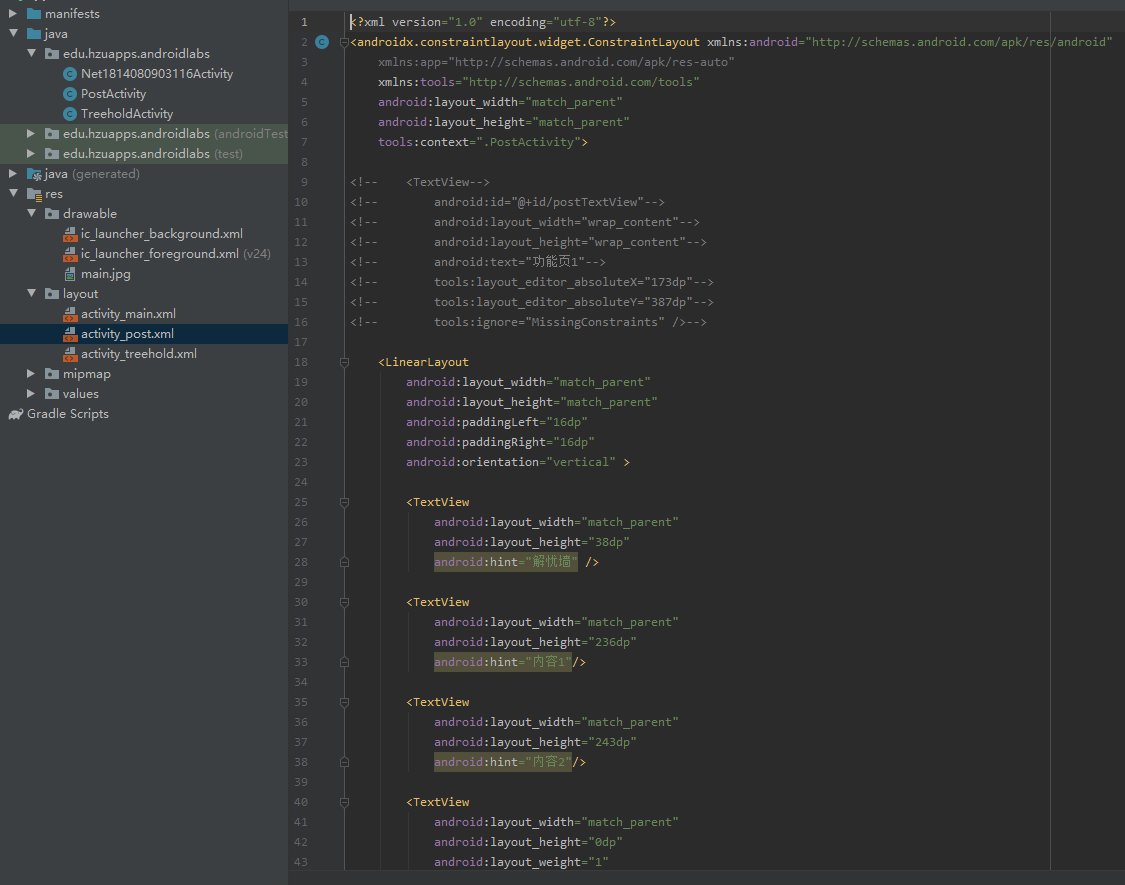 manifests
java
edu.hzuapps.androidlabs
Net1814080903116Activity
PostActivity
TreeholdActivity
edu.hzuapps.androidlabs (androidTest
edu.hzuapps.androidlabs (test)
java (generated)
res
drawable
ic_launcher_background.xml
ic_launcher_foreground.xml (v24)
main.jpg
layout
activity_main.xml
activity_post.xml
activity_treehold.xml
mipmap
values
Gradle Scripts
1 <?xml version="1.0" encoding="utf-8"?>
2 <androidx.constraintlayout.widget.ConstraintLayout xmlns:android="http://schemas.android.com/apk/res/android"
3 xmlns:app="http://schemas.android.com/apk/res-auto"
4 xmlns:tools="http://schemas.android.com/tools"
5 android:layout_width="match_parent"
6 android:layout_height="match_parent"
7 tools:context=".PostActivity">
8
9 <!-- <TextView-->
10 <!-- android:id="@+id/postTextView"-->
11 <!-- android:layout_width="wrap_content"-->
12 <!-- android:layout_height="wrap_content"-->
13 <!-- android:text="功能页1"-->
14 <!-- tools:layout_editor_absoluteX="173dp"-->
15 <!-- tools:layout_editor_absoluteY="387dp"-->
16 <!-- tools:ignore="MissingConstraints" />-->
17
18 <LinearLayout
19 android:layout_width="match_parent"
20 android:layout_height="match_parent"
21 android:paddingLeft="16dp"
22 android:paddingRight="16dp"
23 android:orientation="vertical" >
24
25 <TextView
26 android:layout_width="match_parent"
27 android:layout_height="38dp"
28 android:hint="解忧墙" />
29
30 <TextView
31 android:layout_width="match_parent"
32 android:layout_height="236dp"
33 android:hint="内容1"/>
34
35 <TextView
36 android:layout_width="match_parent"
37 android:layout_height="243dp"
38 android:hint="内容2"/>
39
40 <TextView
41 android:layout_width="match_parent"
42 android:layout_height="0dp"
43 android:layout_weight="1"